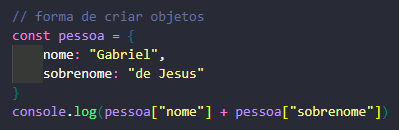 // forma de criar objetos
const pessoa = {
    nome: "Gabriel",
    sobrenome: "de Jesus"
}
console.log(pessoa["nome"] + pessoa["sobrenome"])